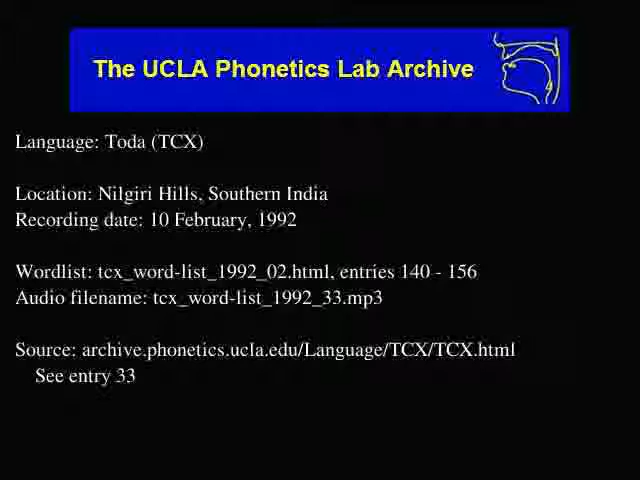 The UCLA Phonetics Lab Archive
Language: Toda (TCX)
Location: Nilgiri Hills, Southern India
Recording date: 10 February, 1992
Wordlist: tcx_word-list_1992_02.html, entries 140 - 156
Audio filename: tcx_word-list_1992_33.mp3
Source: archive.phonetics.ucla.edu/Language/TCX/TCX.html
See entry 33